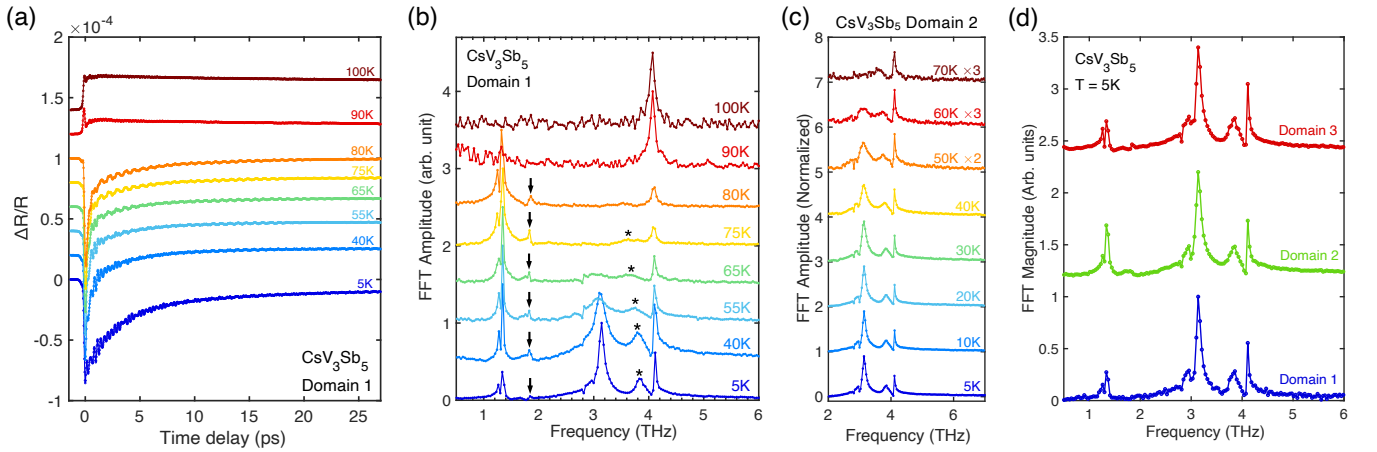 (a)
×10⁻⁴
2
1.5
1
0.5
0
-0.5
-1
ΔR/R
100K
90K
80K
75K
65K
55K
40K
5K
CsV₃Sb₅
Domain 1
0 5 10 15 20 25
Time delay (ps)
(b)
CsV₃Sb₅
Domain 1
4
3
2
1
0
FFT Amplitude (arb. unit)
100K
90K
80K
75K
*
65K
*
55K
*
40K
*
5K
*
1 2 3 4 5 6
Frequency (THz)
(c)
CsV₃Sb₅ Domain 2
8
7
6
5
4
3
2
1
0
FFT Amplitude (Normalized)
70K ×3
60K ×3
50K ×2
40K
30K
20K
10K
5K
2 4 6
Frequency (THz)
(d)
CsV₃Sb₅
T = 5K
3.5
3
2.5
2
1.5
1
0.5
0
FFT Magnitude (Arb. units)
Domain 3
Domain 2
Domain 1
1 2 3 4 5 6
Frequency (THz)